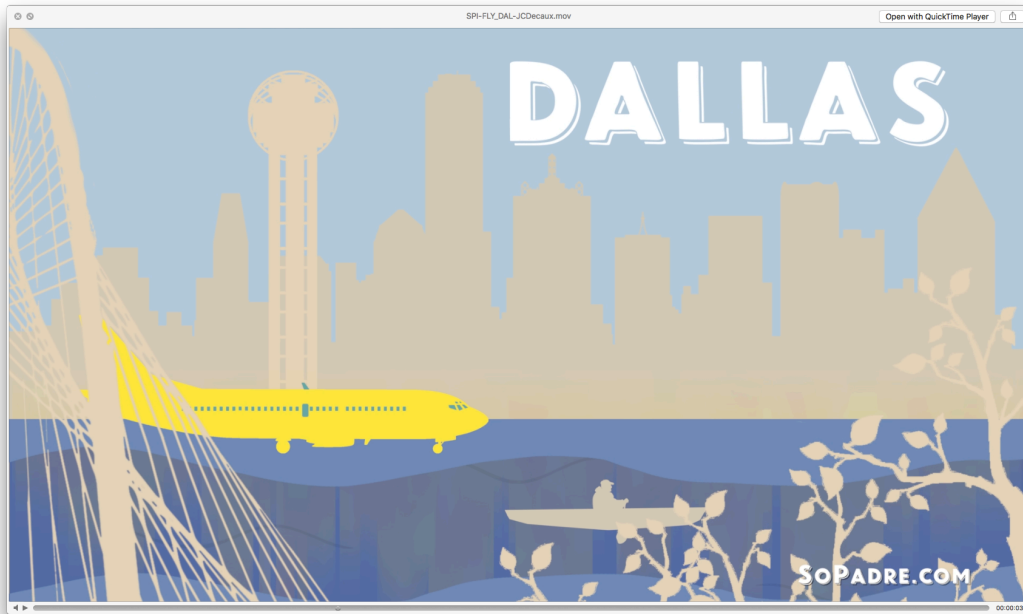 SPI-FLY_DAL-JCDecaux.mov
Open with QuickTime Player
DALLAS
SoPadre.com
00:00:03